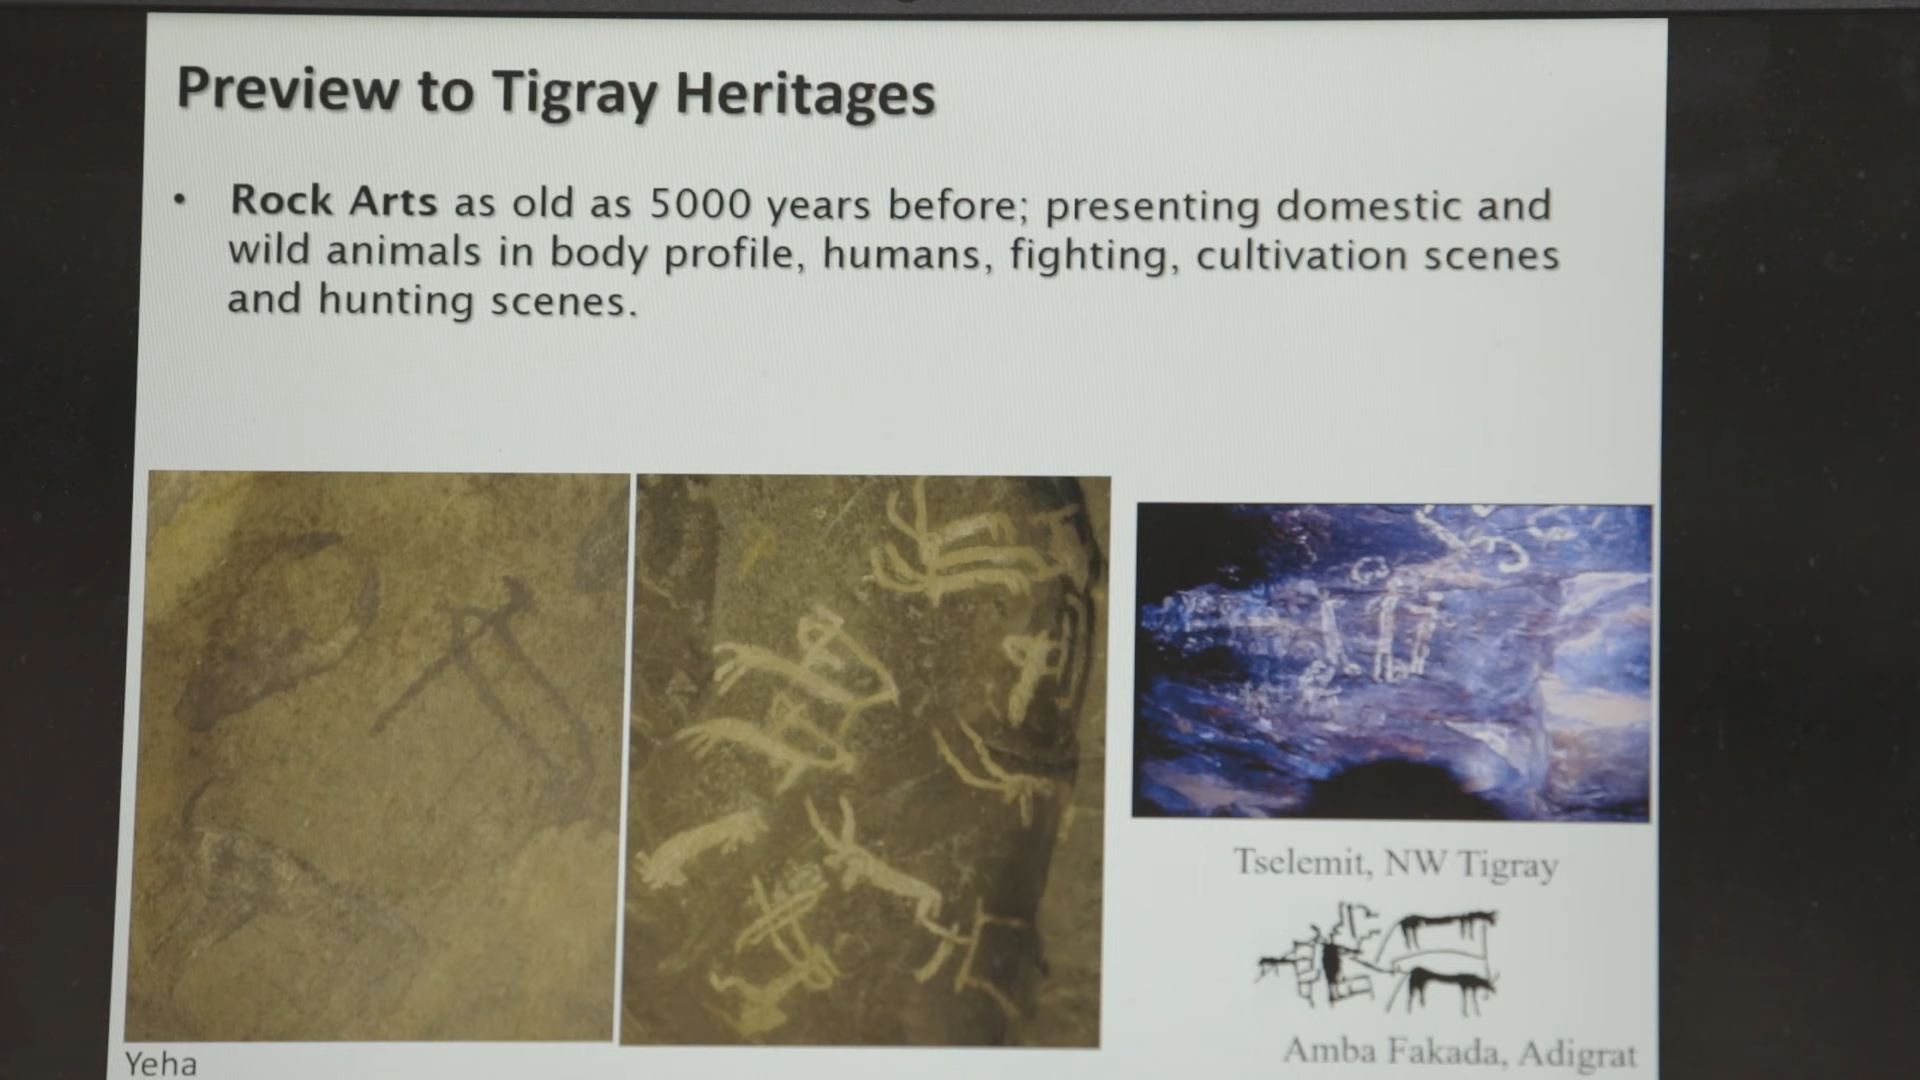 Preview to Tigray Heritages
• Rock Arts as old as 5000 years before; presenting domestic and
wild animals in body profile, humans, fighting, cultivation scenes
and hunting scenes.
Tselemit, NW Tigray
Amba Fakada, Adigrat
Yeha